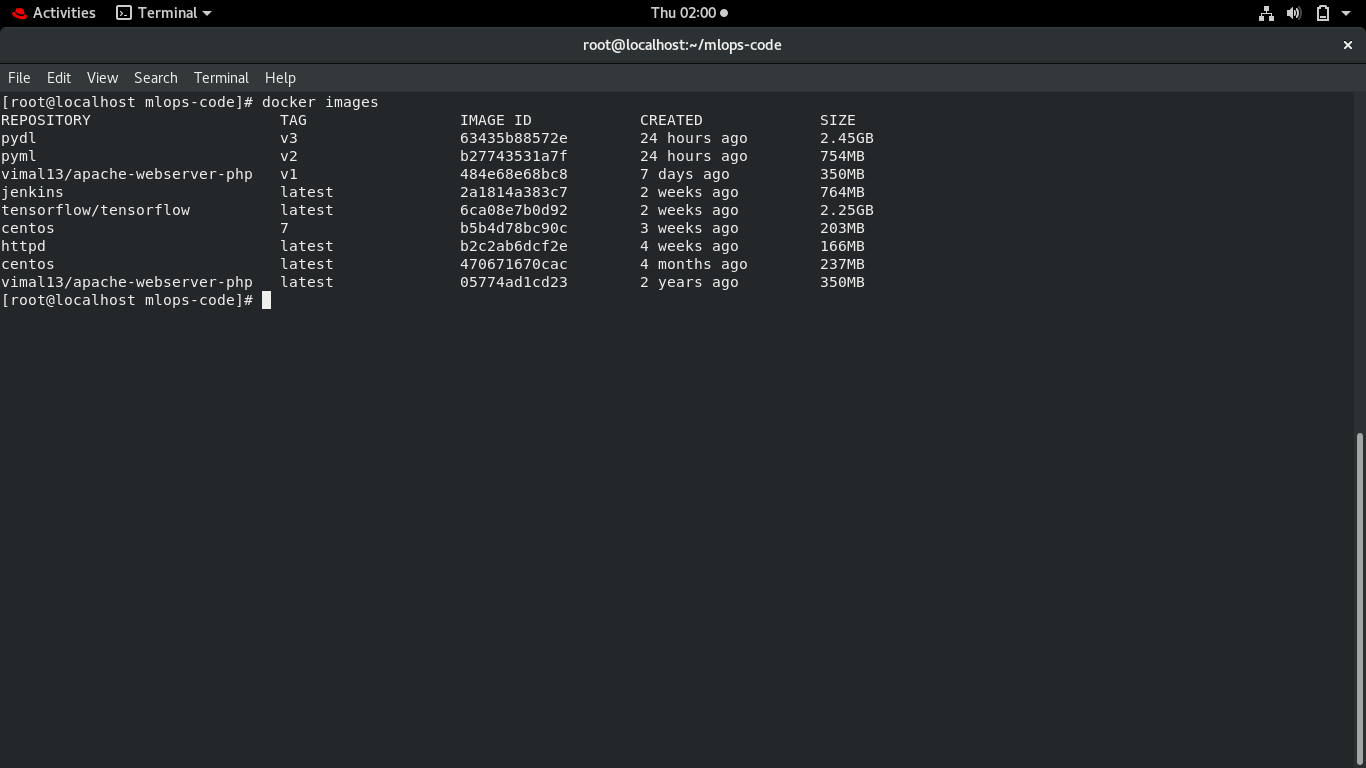 Activities Terminal Thu 02:00
root@localhost:~/mlops-code ×
File Edit View Search Terminal Help
[root@localhost mlops-code]# docker images
REPOSITORY TAG IMAGE ID CREATED SIZE
pydl v3 63435b88572e 24 hours ago 2.45GB
pyml v2 b27743531a7f 24 hours ago 754MB
vimal13/apache-webserver-php v1 484e68e68bc8 7 days ago 350MB
jenkins latest 2a1814a383c7 2 weeks ago 764MB
tensorflow/tensorflow latest 6ca08e7b0d92 2 weeks ago 2.25GB
centos 7 b5b4d78bc90c 3 weeks ago 203MB
httpd latest b2c2ab6dcf2e 4 weeks ago 166MB
centos latest 470671670cac 4 months ago 237MB
vimal13/apache-webserver-php latest 05774ad1cd23 2 years ago 350MB
[root@localhost mlops-code]#